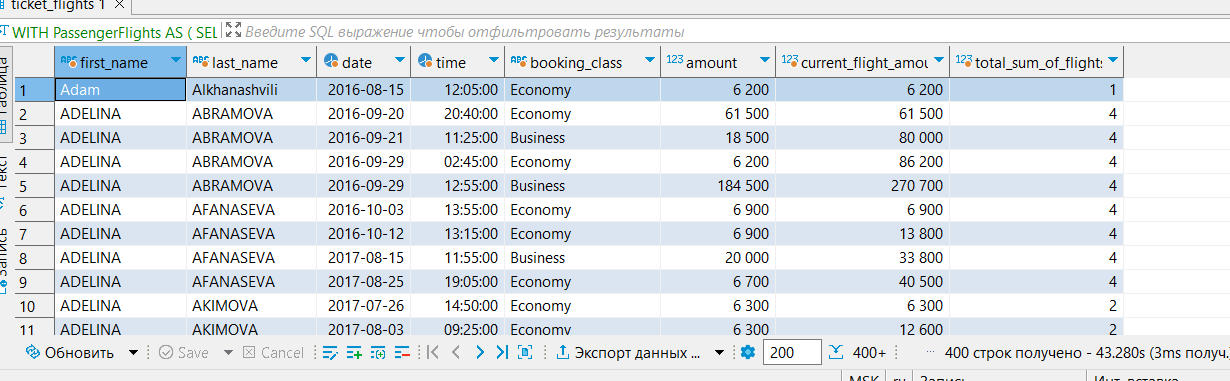 ticket_flights 1
WITH PassengerFlights AS ( SEL Введите SQL выражение чтобы отфильтровать результаты
Таблица
first_name last_name date time booking_class amount current_flight_amou total_sum_of_flights
1 Adam Alkhanashvili 2016-08-15 12:05:00 Economy 6 200 6 200 1
2 ADELINA ABRAMOVA 2016-09-20 20:40:00 Economy 61 500 61 500 4
3 ADELINA ABRAMOVA 2016-09-21 11:25:00 Business 18 500 80 000 4
4 ADELINA ABRAMOVA 2016-09-29 02:45:00 Economy 6 200 86 200 4
5 ADELINA ABRAMOVA 2016-09-29 12:55:00 Business 184 500 270 700 4
6 ADELINA AFANASEVA 2016-10-03 13:55:00 Economy 6 900 6 900 4
7 ADELINA AFANASEVA 2016-10-12 13:15:00 Economy 6 900 13 800 4
8 ADELINA AFANASEVA 2017-08-15 11:55:00 Business 20 000 33 800 4
9 ADELINA AFANASEVA 2017-08-25 19:05:00 Economy 6 700 40 500 4
10 ADELINA AKIMOVA 2017-07-26 14:50:00 Economy 6 300 6 300 2
11 ADELINA AKIMOVA 2017-08-03 09:25:00 Economy 6 300 12 600 2
Текст
Запись
Обновить Save Cancel Экспорт данных ... 200 400+ ... 400 строк получено - 43.280s (3ms получ.
MSK ru Запись Инт. вставка